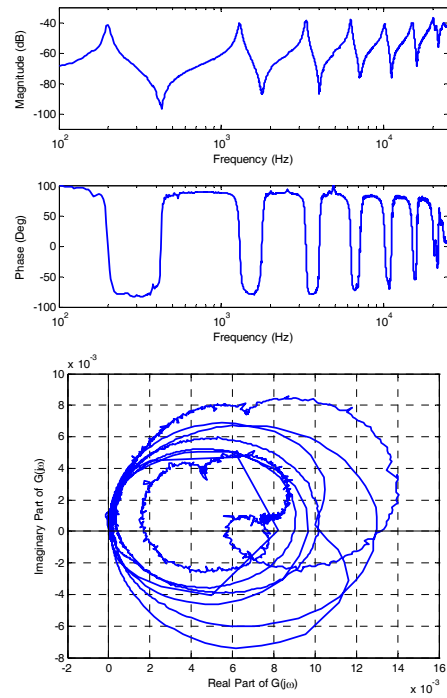 -40
-60
-80
-100
Magnitude (dB)
10^2 10^3 10^4
Frequency (Hz)
100
50
0
-50
-100
Phase (Deg)
10^2 10^3 10^4
Frequency (Hz)
x 10^-3
10
8
6
4
2
0
-2
-4
-6
-8
Imaginary Part of G(jω)
-2 0 2 4 6 8 10 12 14 16
Real Part of G(jω)
x 10^-3